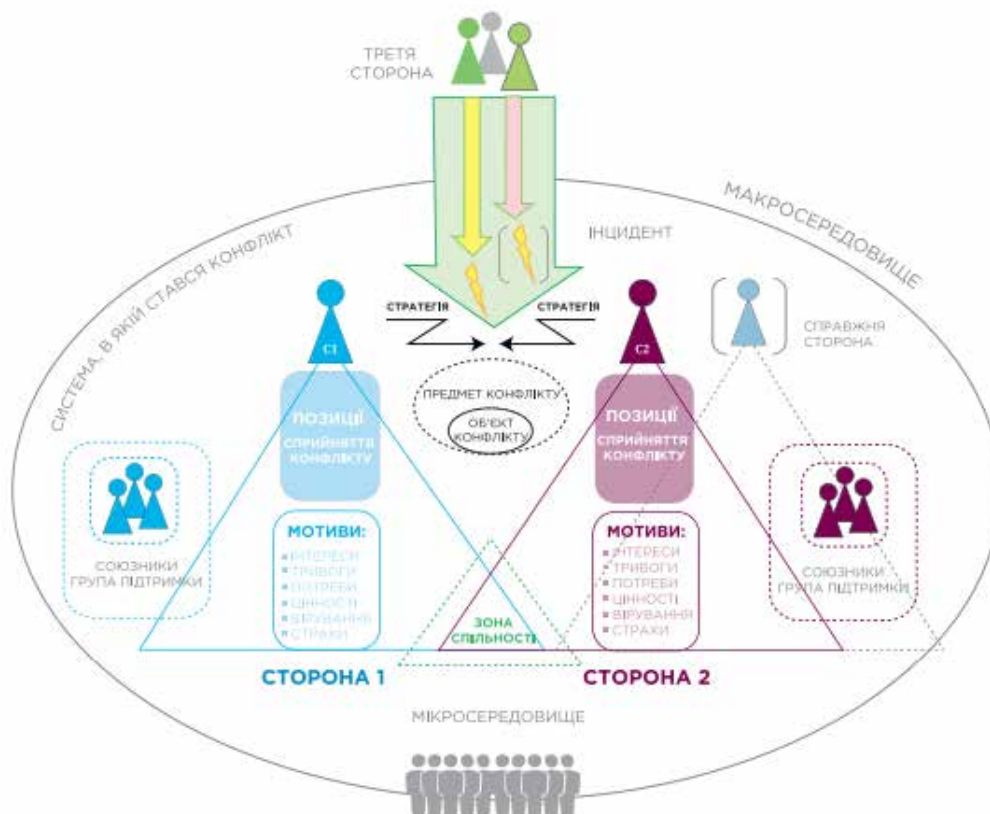 ТРЕТЯ
СТОРОНА
СИСТЕМА, В ЯКІЙ СТАВСЯ КОНФЛІКТ
МАКРОСЕРЕДОВИЩЕ
ІНЦИДЕНТ
СТРАТЕГІЯ
СТРАТЕГІЯ
С1
С2
СПРАВЖНЯ
СТОРОНА
ПРЕДМЕТ КОНФЛІКТУ
ОБ'ЄКТ
КОНФЛІКТУ
ПОЗИЦІЇ
СПРИЙНЯТТЯ
КОНФЛІКТУ
ПОЗИЦІЇ
СПРИЙНЯТТЯ
КОНФЛІКТУ
СОЮЗНИКИ
ГРУПА ПІДТРИМКИ
МОТИВИ:
ІНТЕРЕСИ
ТРИВОГИ
ПОТРЕБИ
ЦІННОСТІ
ВІРУВАННЯ
СТРАХИ
ЗОНА
СПІЛЬНОСТІ
МОТИВИ:
ІНТЕРЕСИ
ТРИВОГИ
ПОТРЕБИ
ЦІННОСТІ
ВІРУВАННЯ
СТРАХИ
СОЮЗНИКИ
ГРУПА ПІДТРИМКИ
СТОРОНА 1
СТОРОНА 2
МІКРОСЕРЕДОВИЩЕ